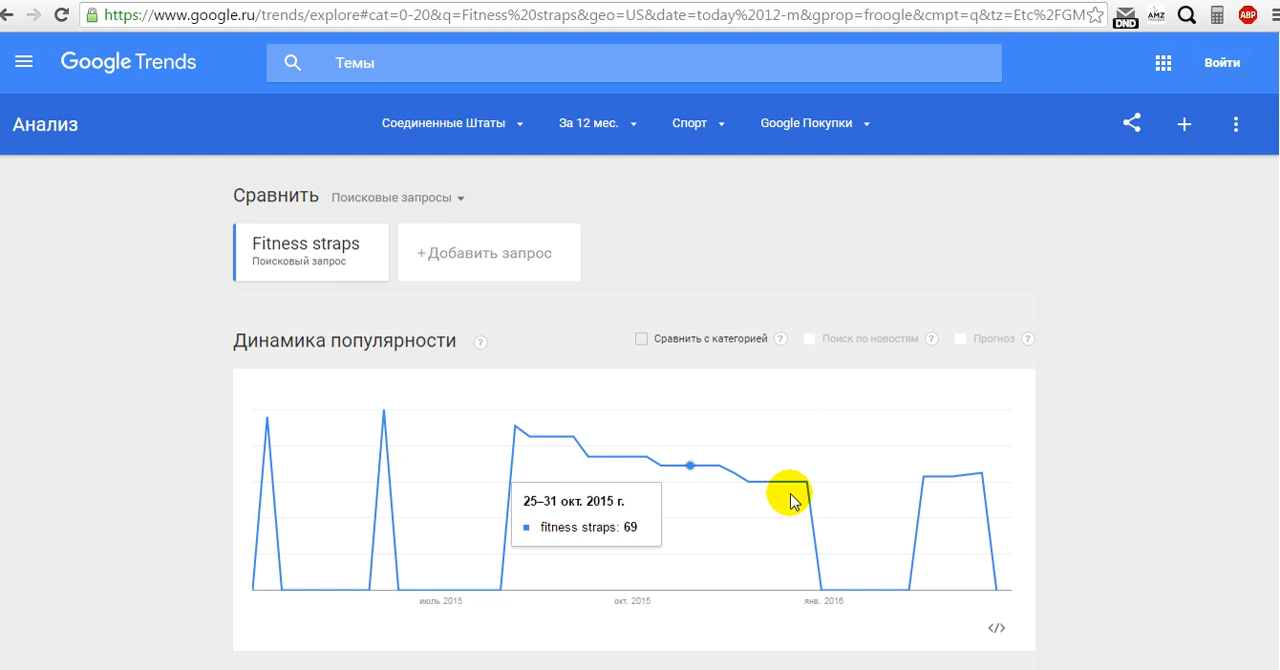 https://www.google.ru/trends/explore#cat=0-20&q=Fitness%20straps&geo=US&date=today%2012-m&gprop=froogle&cmpt=q&tz=Etc%2FGM
DND
AMZ
ABP
Google Trends
Темы
Войти
Анализ
Соединенные Штаты
За 12 мес.
Спорт
Google Покупки
Сравнить
Поисковые запросы
Fitness straps
Поисковый запрос
+Добавить запрос
Динамика популярности ?
Сравнить с категорией ?
Поиск по новостям ?
Прогноз ?
25–31 окт. 2015 г.
fitness straps: 69
июль 2015
окт. 2015
янв. 2016
</>